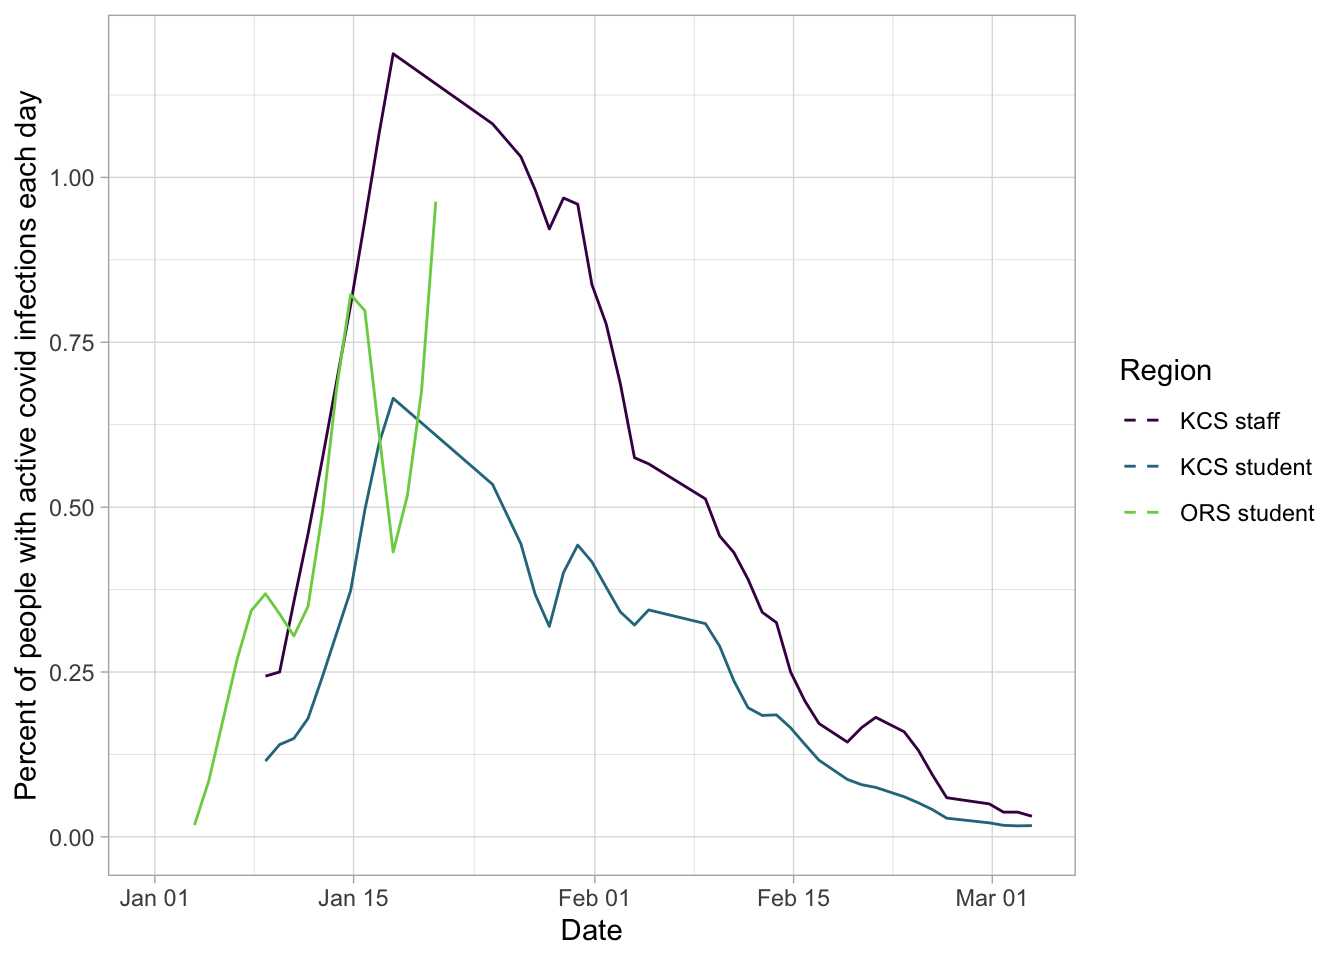 Percent of people with active covid infections each day
1.00
0.75
0.50
0.25
0.00
Jan 01 Jan 15 Feb 01 Feb 15 Mar 01
Date
Region
KCS staff
KCS student
ORS student